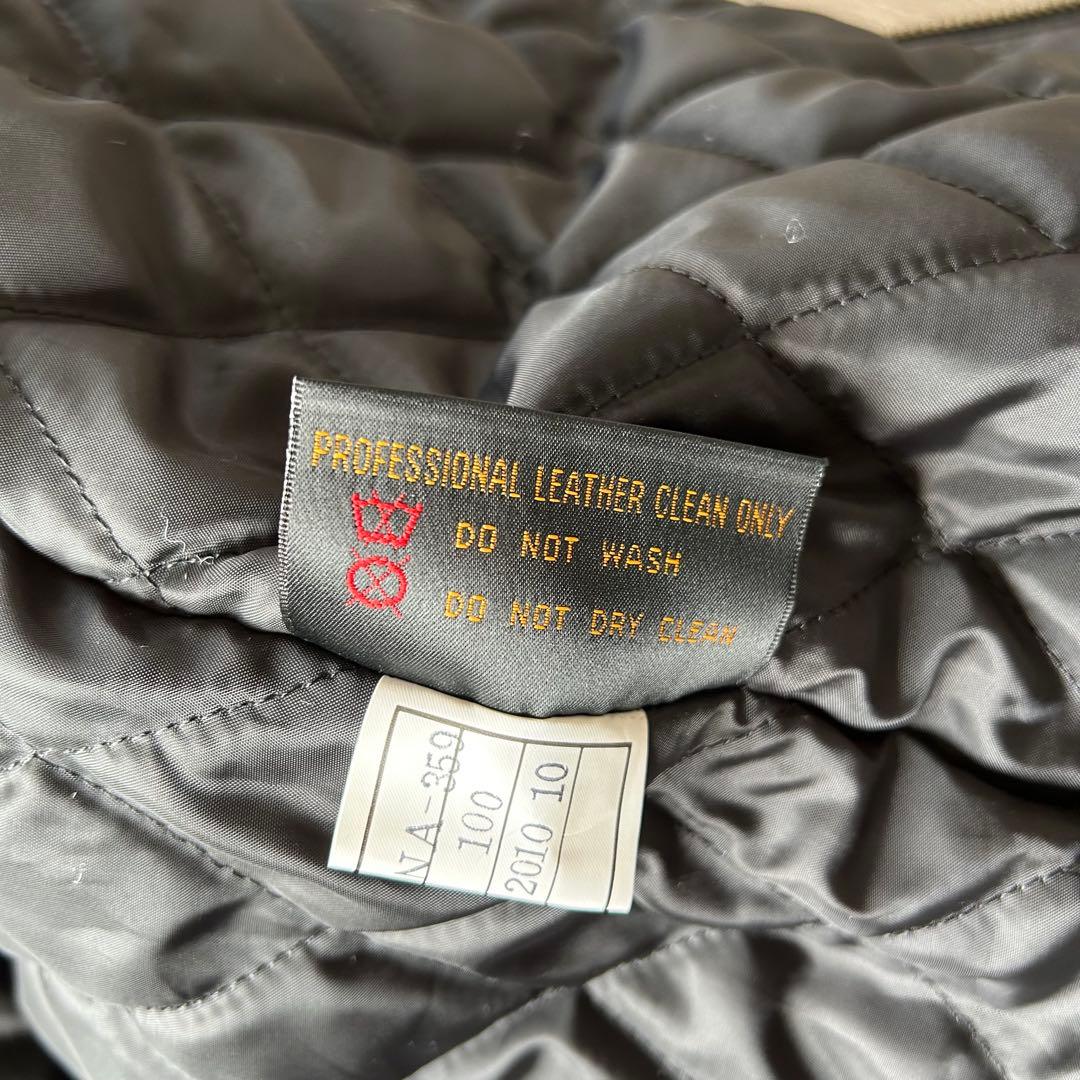 PROFESSIONAL LEATHER CLEAN ONLY
DO NOT WASH
DO NOT DRY CLEAN
NA-359
100
2010 10